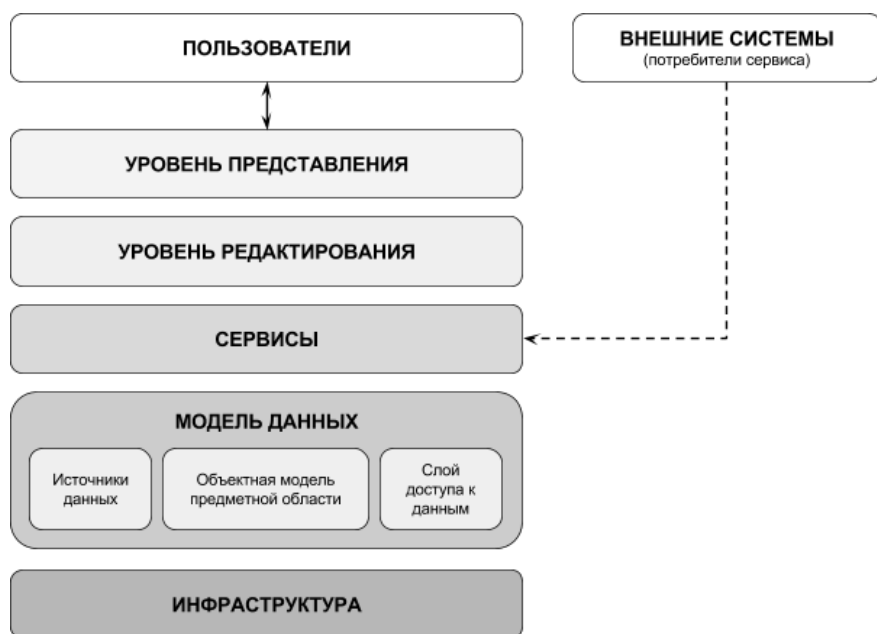 ПОЛЬЗОВАТЕЛИ
ВНЕШНИЕ СИСТЕМЫ
(потребители сервиса)
УРОВЕНЬ ПРЕДСТАВЛЕНИЯ
УРОВЕНЬ РЕДАКТИРОВАНИЯ
СЕРВИСЫ
МОДЕЛЬ ДАННЫХ
Источники
данных
Объектная модель
предметной области
Слой
доступа к
данным
ИНФРАСТРУКТУРА